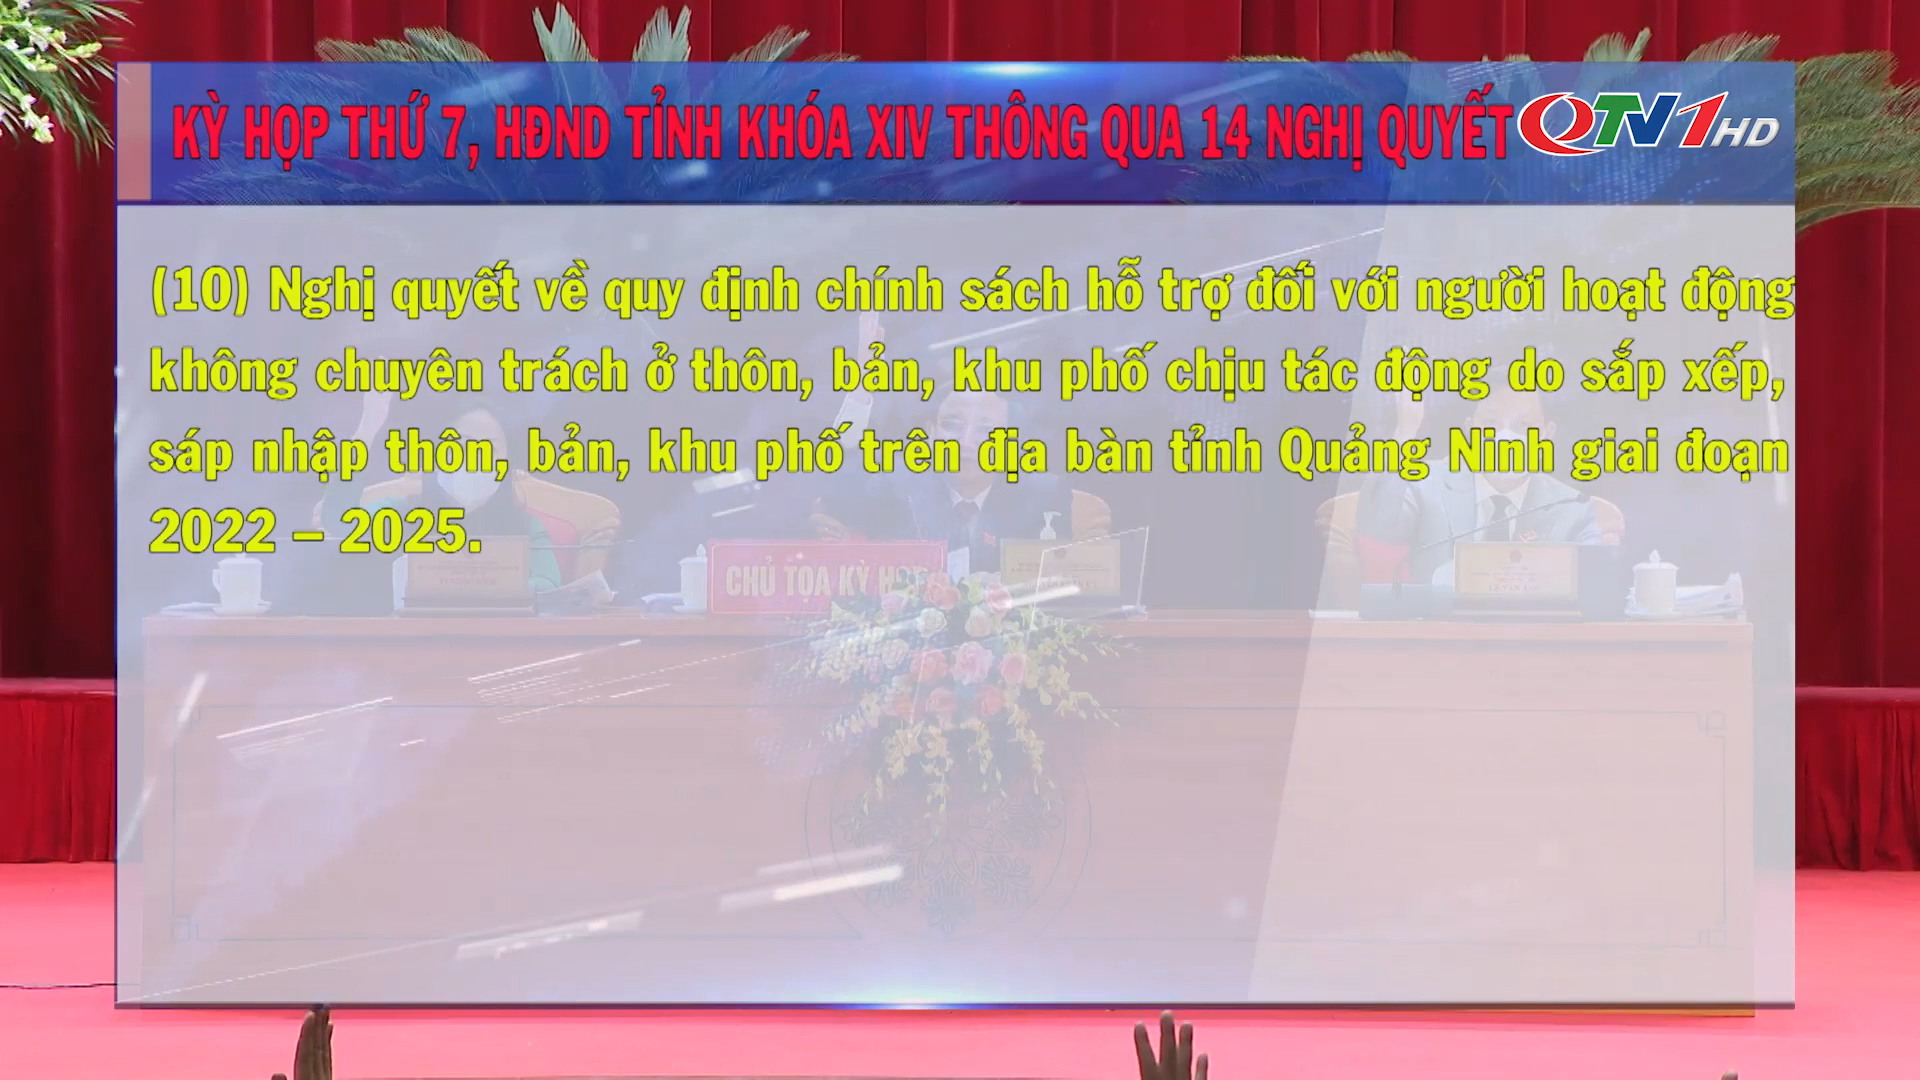 KỲ HỌP THỨ 7, HĐND TỈNH KHÓA XIV THÔNG QUA 14 NGHỊ QUYẾT
QTV1HD
(10) Nghị quyết về quy định chính sách hỗ trợ đối với người hoạt động
không chuyên trách ở thôn, bản, khu phố chịu tác động do sắp xếp,
sáp nhập thôn, bản, khu phố trên địa bàn tỉnh Quảng Ninh giai đoạn
2022 – 2025.
CHỦ TỌA KỲ HỌP